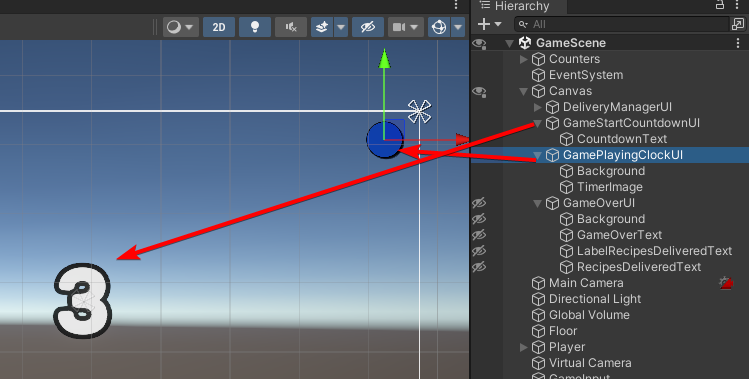 Hierarchy
2D
All
GameScene
Counters
EventSystem
Canvas
DeliveryManagerUI
GameStartCountdownUI
CountdownText
GamePlayingClockUI
Background
TimerImage
GameOverUI
Background
GameOverText
LabelRecipesDeliveredText
RecipesDeliveredText
Main Camera
Directional Light
Global Volume
Floor
Player
Virtual Camera
GameInput
3